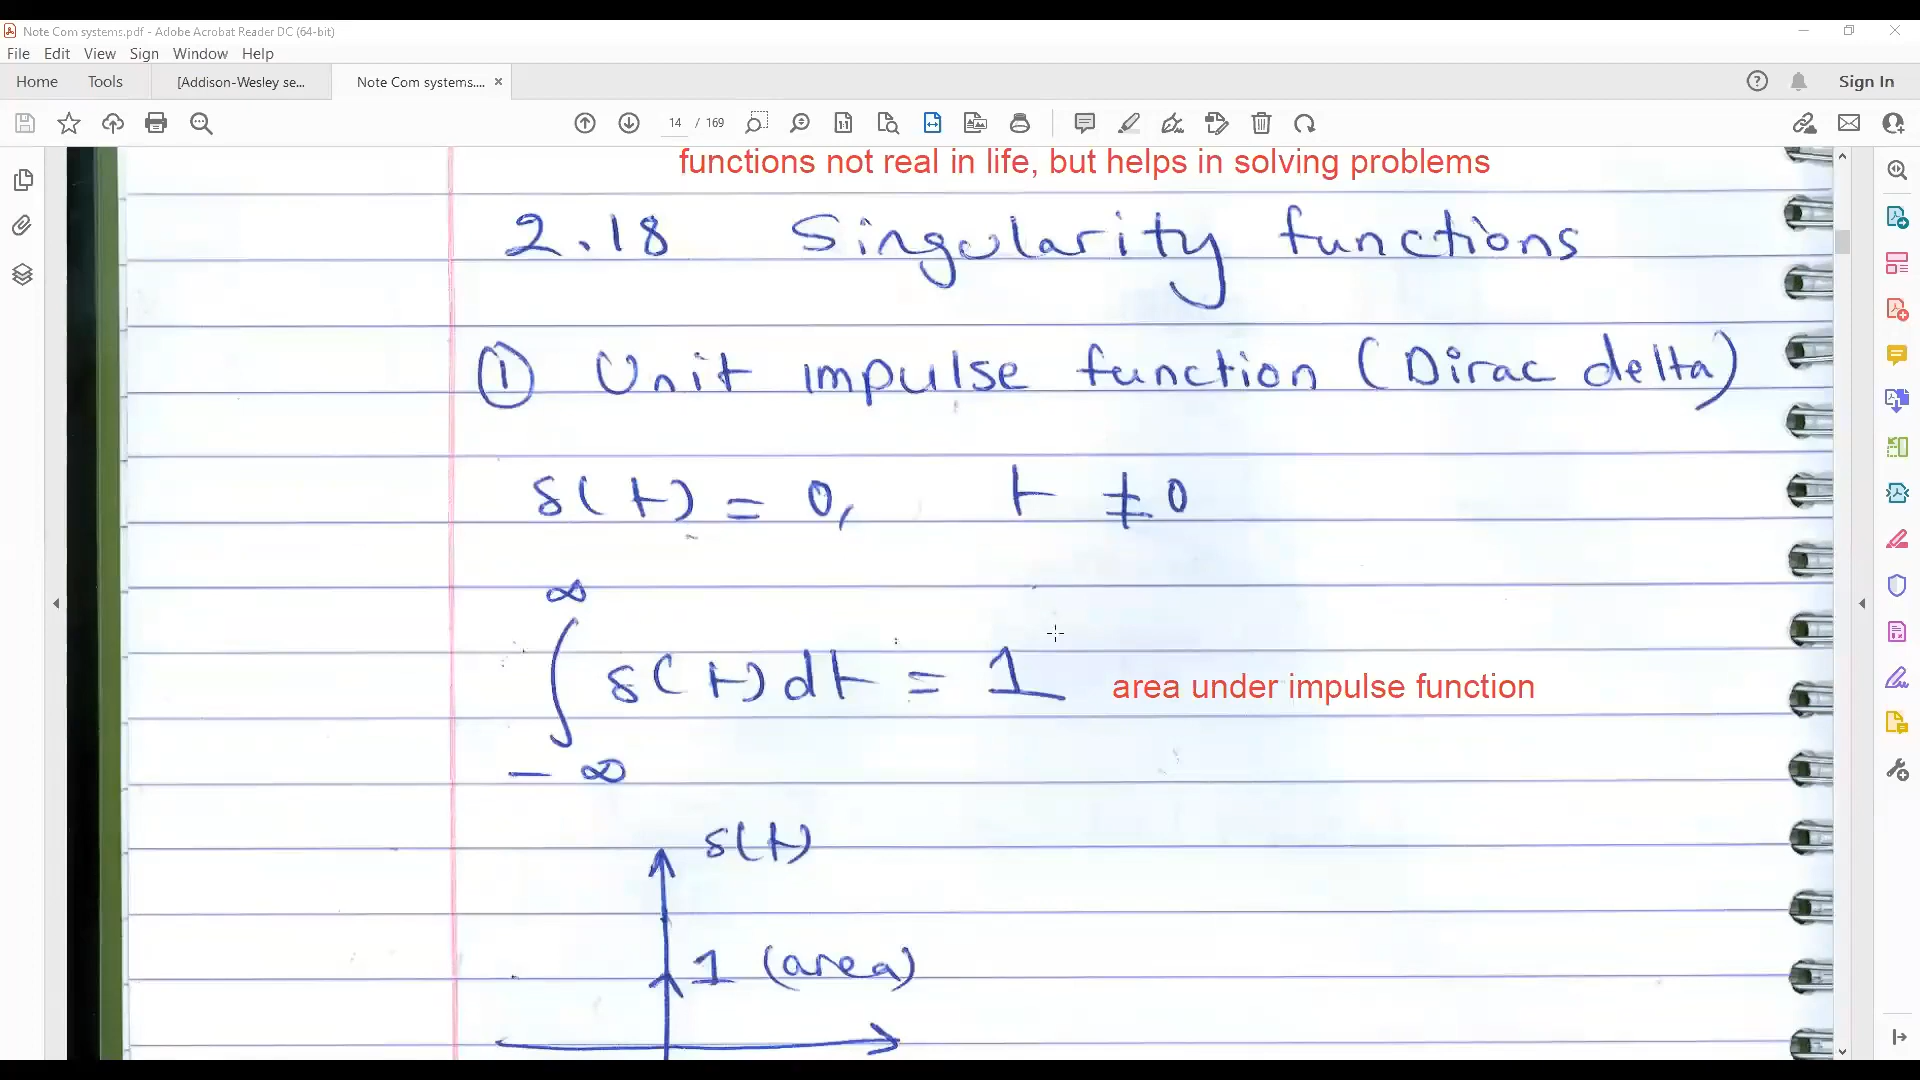 Note Com systems.pdf - Adobe Acrobat Reader DC (64-bit)
File Edit View Sign Window Help
Home Tools [Addison-Wesley se... Note Com systems.... × Sign In
14 / 169
functions not real in life, but helps in solving problems
2.18 Singularity functions
① Unit impulse function (Dirac delta)
δ(t) = 0, t ≠ 0
∞
∫ δ(t) dt = 1 area under impulse function
- ∞
δ(t)
1 (area)